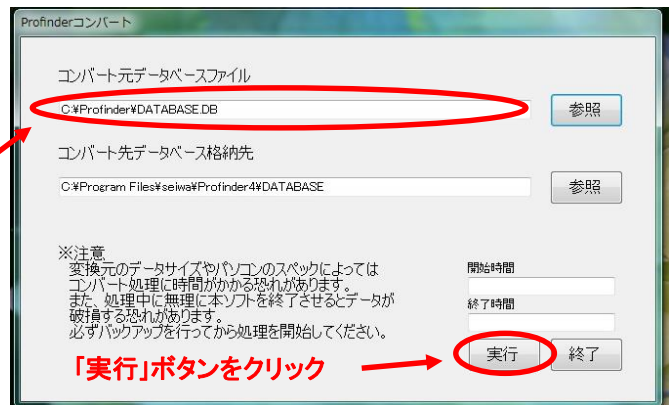 Profinderコンバート
コンバート元データベースファイル
C:¥Profinder¥DATABASE.DB
参照
コンバート先データベース格納先
C:¥Program Files¥seiwa¥Profinder4¥DATABASE
参照
※注意
変換元のデータサイズやパソコンのスペックによっては
コンバート処理に時間がかかる恐れがあります。
また、処理中に無理に本ソフトを終了させるとデータが
破損する恐れがあります。
必ずバックアップを行ってから処理を開始してください。
開始時間
終了時間
「実行」ボタンをクリック
実行
終了